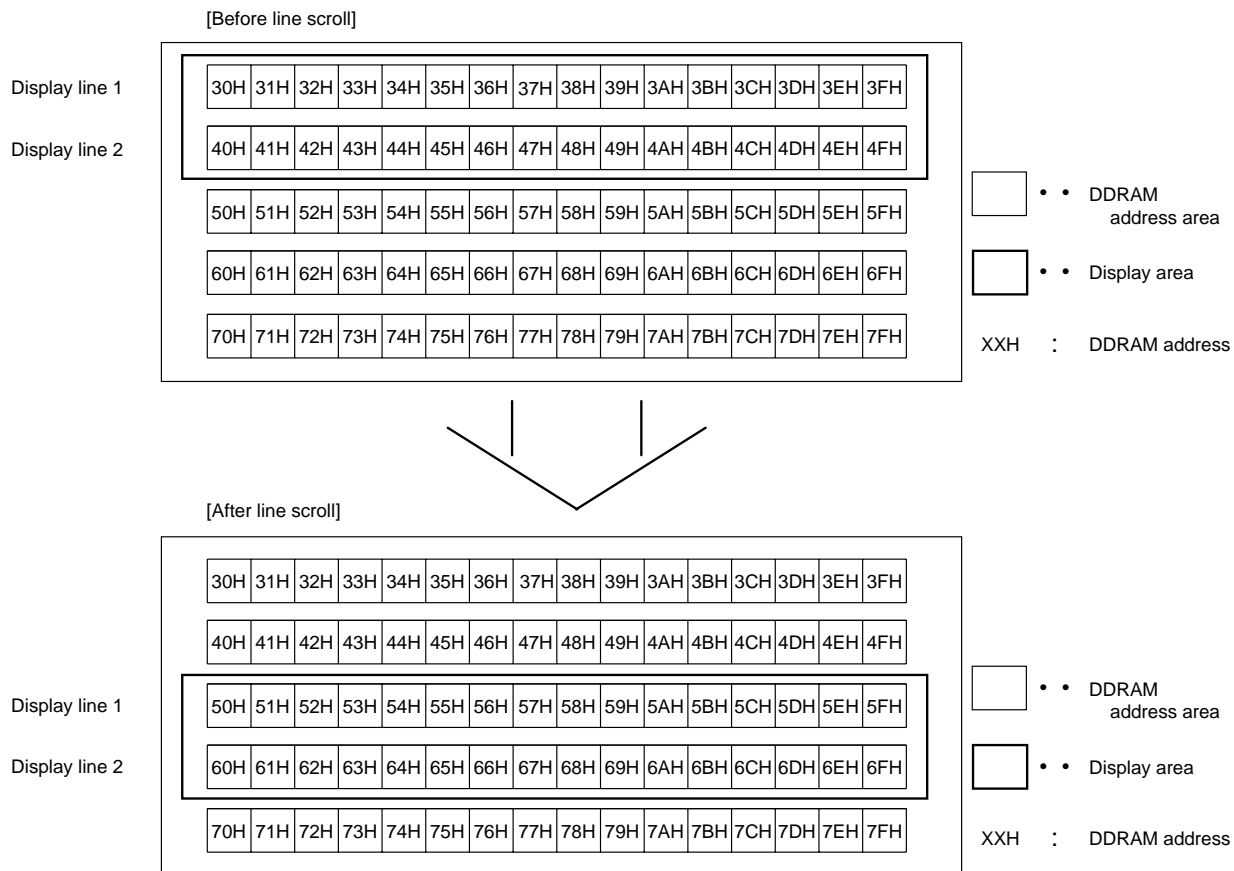 [Before line scroll]
Display line 1 30H 31H 32H 33H 34H 35H 36H 37H 38H 39H 3AH 3BH 3CH 3DH 3EH 3FH
Display line 2 40H 41H 42H 43H 44H 45H 46H 47H 48H 49H 4AH 4BH 4CH 4DH 4EH 4FH
50H 51H 52H 53H 54H 55H 56H 57H 58H 59H 5AH 5BH 5CH 5DH 5EH 5FH
• • DDRAM
address area
60H 61H 62H 63H 64H 65H 66H 67H 68H 69H 6AH 6BH 6CH 6DH 6EH 6FH
• • Display area
70H 71H 72H 73H 74H 75H 76H 77H 78H 79H 7AH 7BH 7CH 7DH 7EH 7FH
XXH : DDRAM address
[After line scroll]
30H 31H 32H 33H 34H 35H 36H 37H 38H 39H 3AH 3BH 3CH 3DH 3EH 3FH
40H 41H 42H 43H 44H 45H 46H 47H 48H 49H 4AH 4BH 4CH 4DH 4EH 4FH
Display line 1 50H 51H 52H 53H 54H 55H 56H 57H 58H 59H 5AH 5BH 5CH 5DH 5EH 5FH
• • DDRAM
address area
Display line 2 60H 61H 62H 63H 64H 65H 66H 67H 68H 69H 6AH 6BH 6CH 6DH 6EH 6FH
• • Display area
70H 71H 72H 73H 74H 75H 76H 77H 78H 79H 7AH 7BH 7CH 7DH 7EH 7FH
XXH : DDRAM address